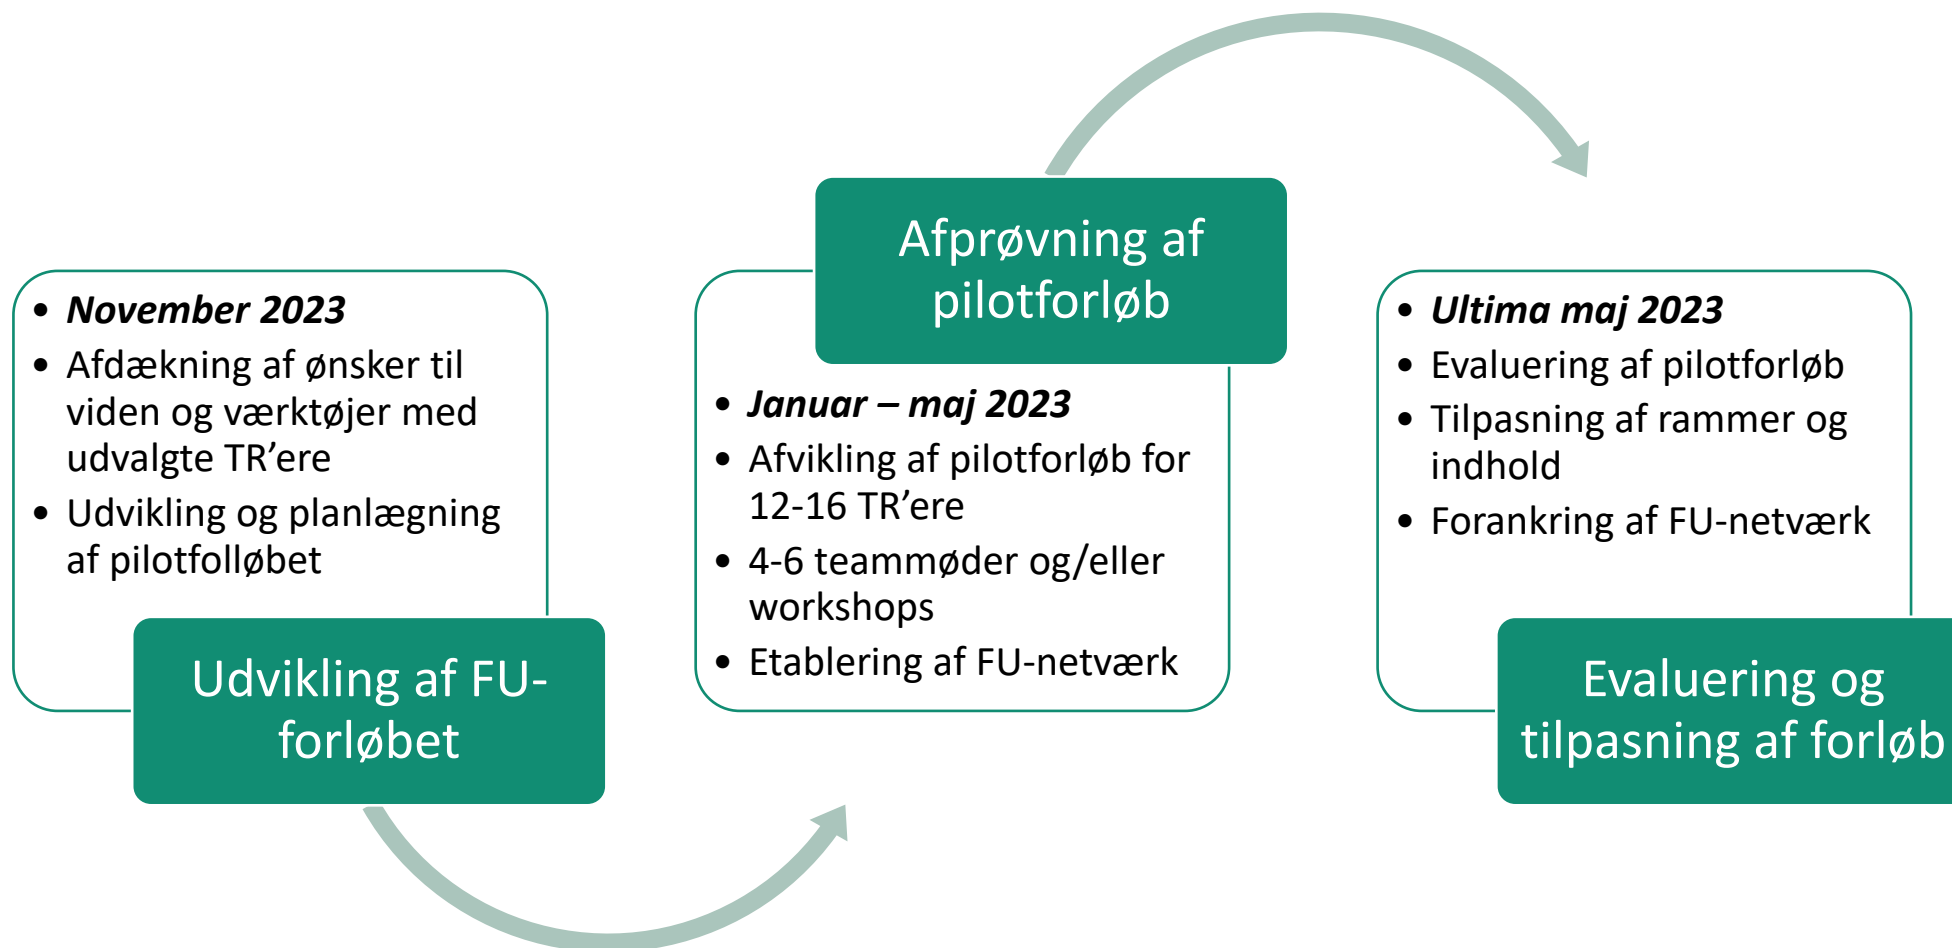 • November 2023
• Afdækning af ønsker til
viden og værktøjer med
udvalgte TR’ere
• Udvikling og planlægning
af pilotfolløbet
Udvikling af FU-
forløbet
Afprøvning af
pilotforløb
• Januar – maj 2023
• Afvikling af pilotforløb for
12-16 TR’ere
• 4-6 teammøder og/eller
workshops
• Etablering af FU-netværk
• Ultima maj 2023
• Evaluering af pilotforløb
• Tilpasning af rammer og
indhold
• Forankring af FU-netværk
Evaluering og
tilpasning af forløb